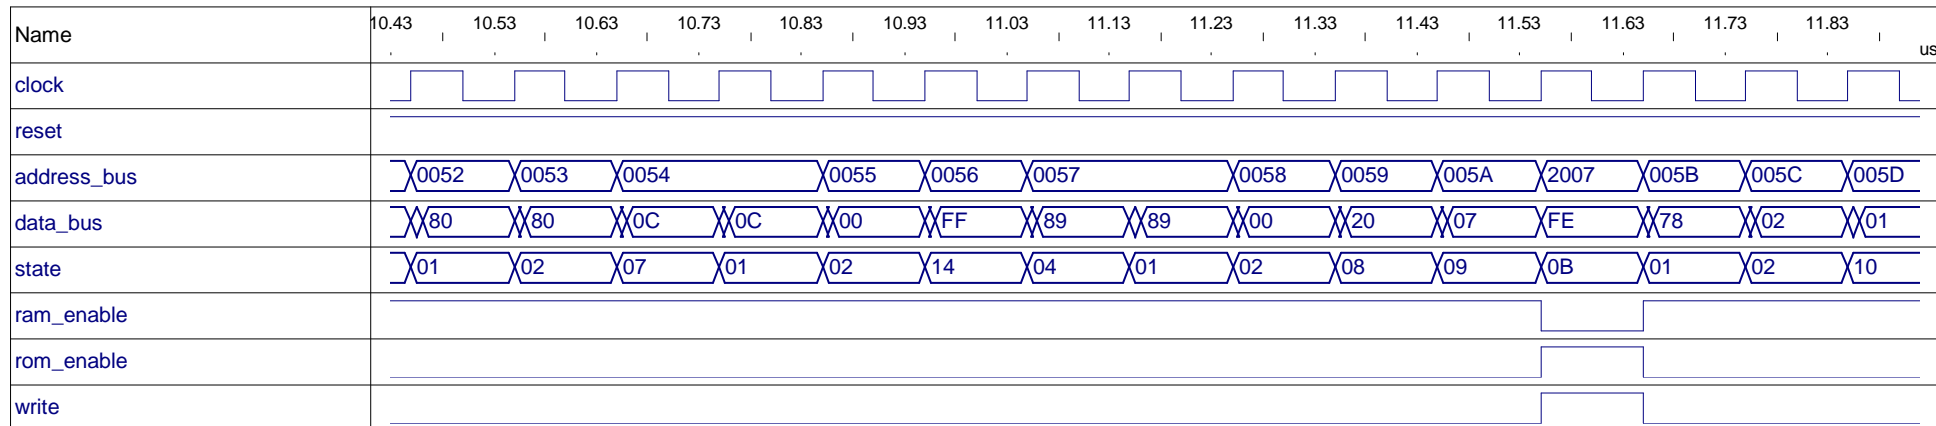 Name 10.43 10.53 10.63 10.73 10.83 10.93 11.03 11.13 11.23 11.33 11.43 11.53 11.63 11.73 11.83
us
clock
reset
address_bus 0052 0053 0054 0055 0056 0057 0058 0059 005A 2007 005B 005C 005D
data_bus 80 80 0C 0C 00 FF 89 89 00 20 07 FE 78 02 01
state 01 02 07 01 02 14 04 01 02 08 09 0B 01 02 10
ram_enable
rom_enable
write